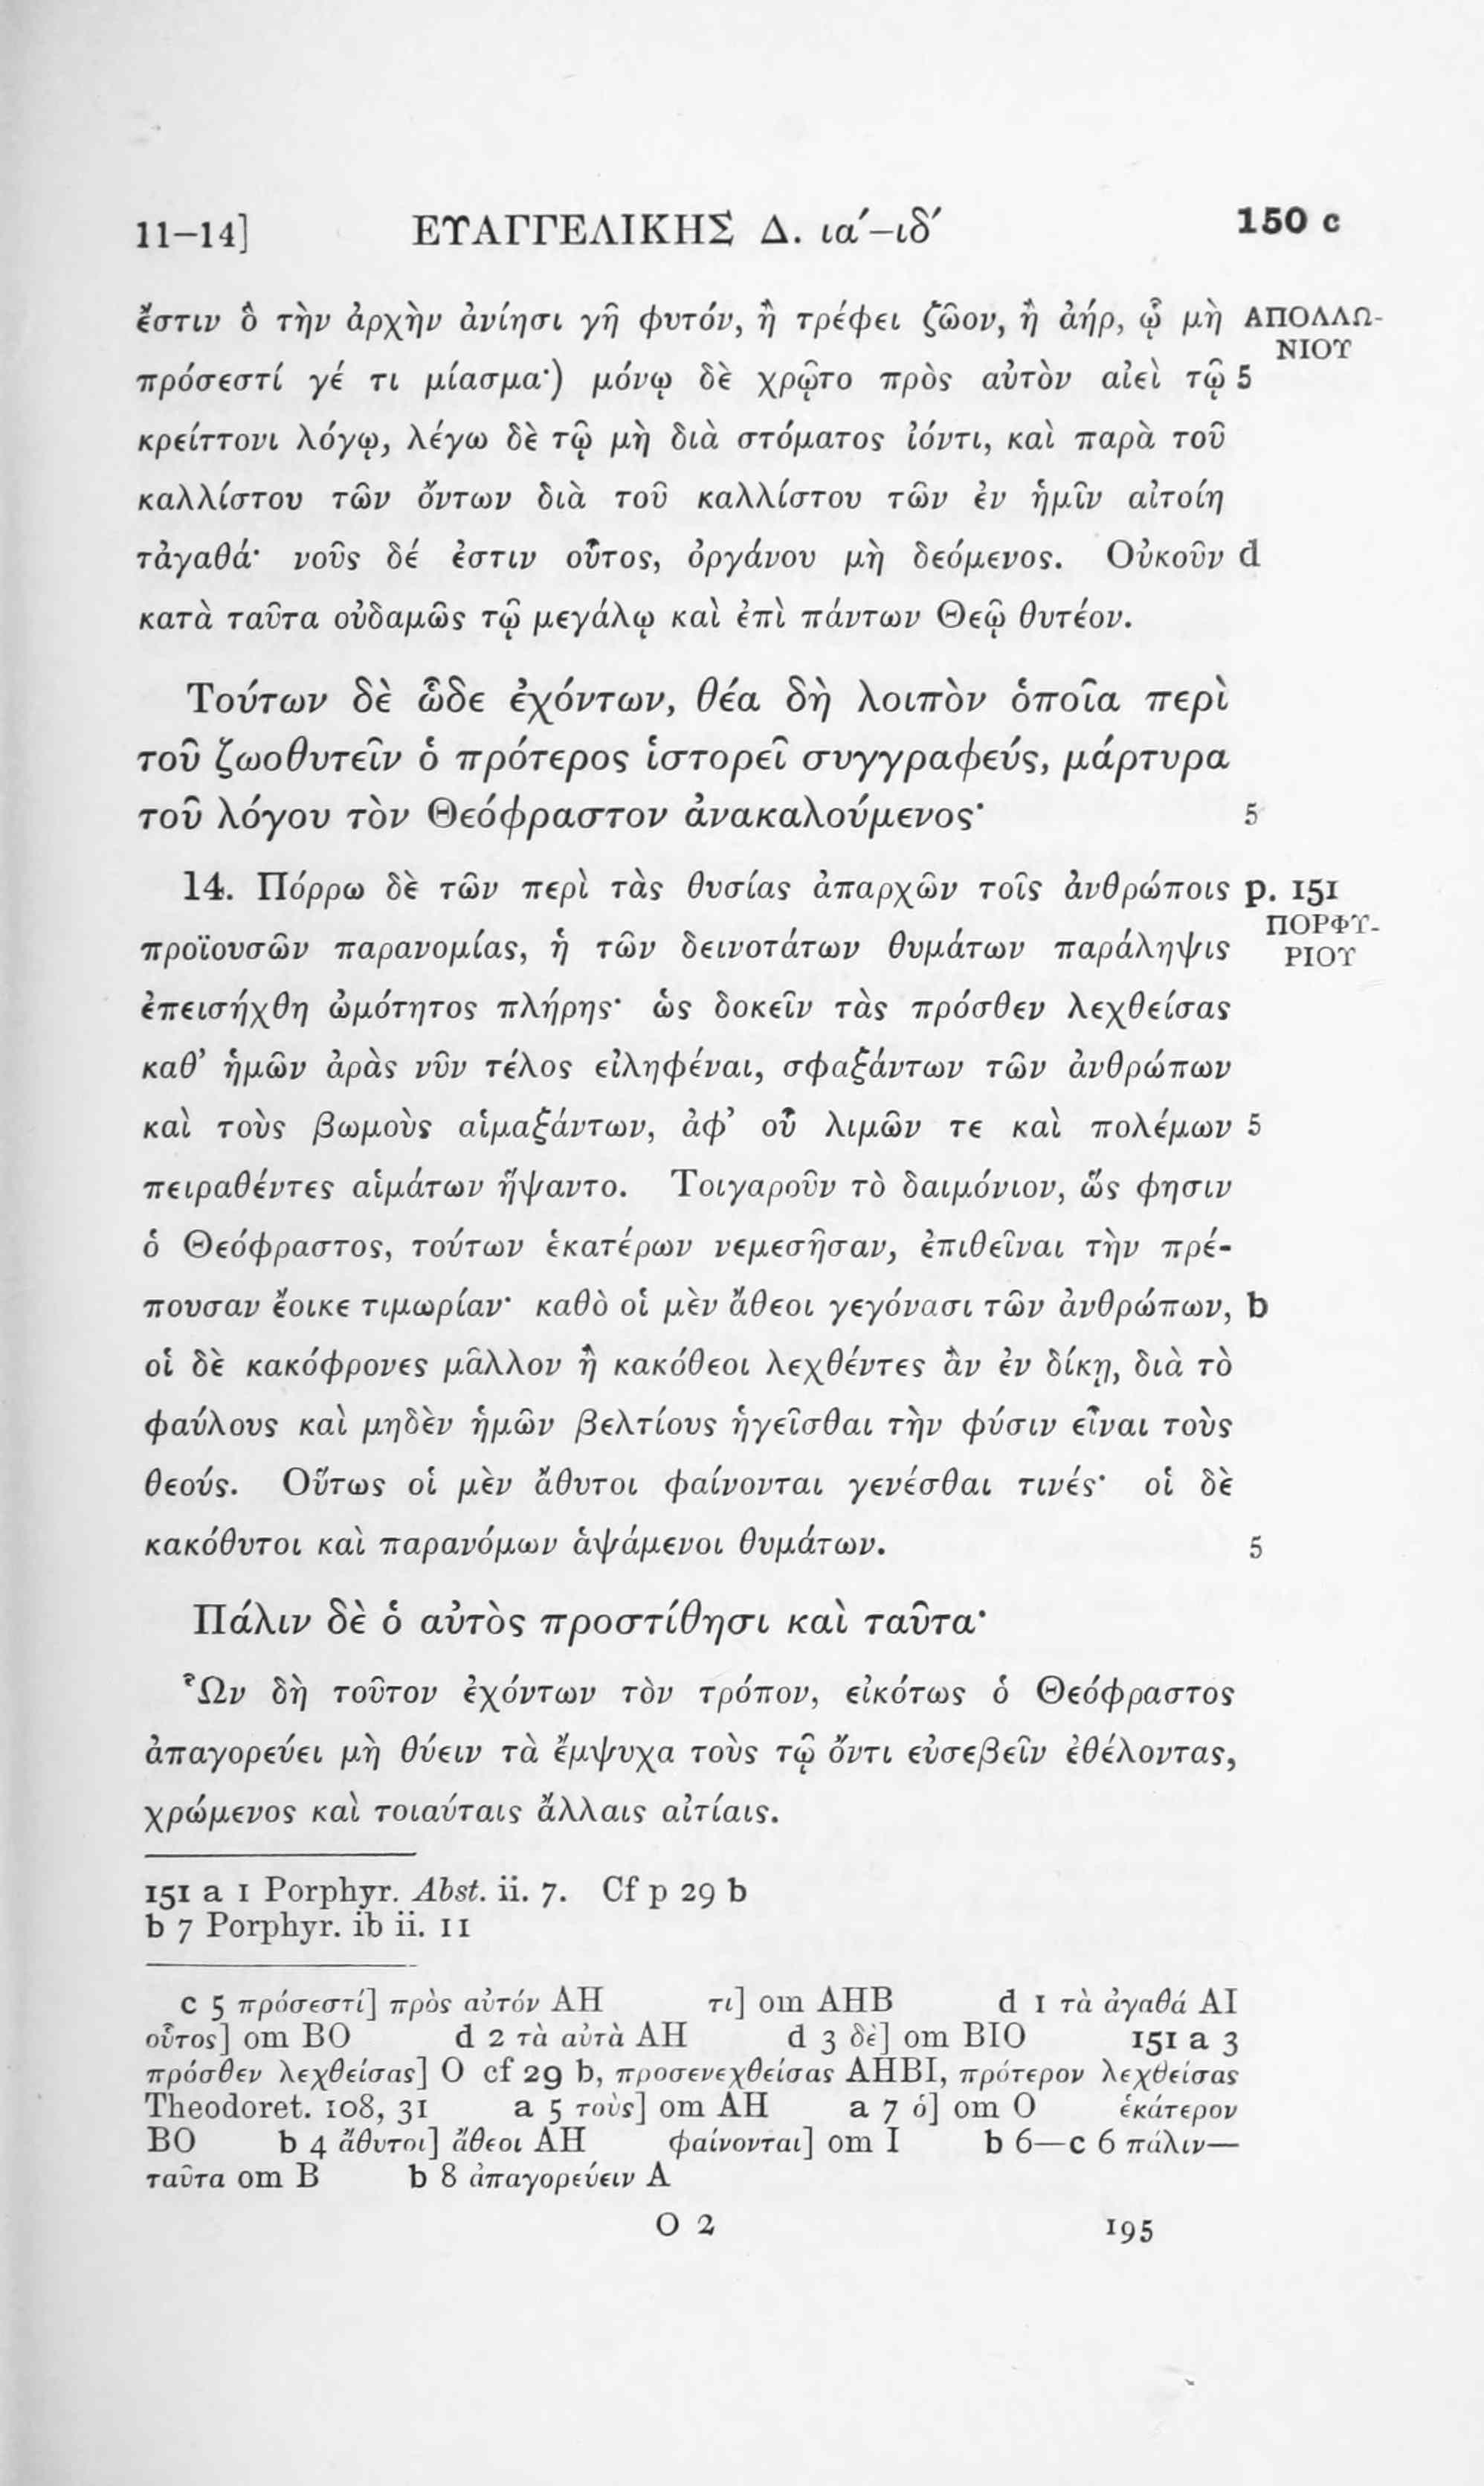 11–14] ΕΥΑΓΓΕΛΙΚΗΣ Δ. ια´–ιδ´ 150 c
ἔστιν ὃ τὴν ἀρχὴν ἀνίησι γῆ φυτόν, ἢ τρέφει ζῶον, ἢ ἀήρ, ᾧ μὴ ΑΠΟΛΛΩ-
ΝΙΟΥ
πρόσεστί γέ τι μίασμα·) μόνῳ δὲ χρῷτο πρὸς αὐτὸν αἰεὶ τῷ 5
κρείττονι λόγῳ, λέγω δὲ τῷ μὴ διὰ στόματος ἰόντι, καὶ παρὰ τοῦ
καλλίστου τῶν ὄντων διὰ τοῦ καλλίστου τῶν ἐν ἡμῖν αἰτοίη
τἀγαθά· νοῦς δέ ἐστιν οὗτος, ὀργάνου μὴ δεόμενος. Οὐκοῦν d
κατὰ ταῦτα οὐδαμῶς τῷ μεγάλῳ καὶ ἐπὶ πάντων Θεῷ θυτέον.
Τούτων δὲ ὧδε ἐχόντων, θέα δὴ λοιπὸν ὁποῖα περὶ
τοῦ ζωοθυτεῖν ὁ πρότερος ἱστορεῖ συγγραφεύς, μάρτυρα
τοῦ λόγου τὸν Θεόφραστον ἀνακαλούμενος· 5
14. Πόρρω δὲ τῶν περὶ τὰς θυσίας ἀπαρχῶν τοῖς ἀνθρώποις p. 151
ΠΟΡΦΥ-
προϊουσῶν παρανομίας, ἡ τῶν δεινοτάτων θυμάτων παράληψις ΡΙΟΥ
ἐπεισήχθη ὠμότητος πλήρης· ὡς δοκεῖν τὰς πρόσθεν λεχθείσας
καθ’ ἡμῶν ἀρὰς νῦν τέλος εἰληφέναι, σφαξάντων τῶν ἀνθρώπων
καὶ τοὺς βωμοὺς αἱμαξάντων, ἀφ’ οὗ λιμῶν τε καὶ πολέμων 5
πειραθέντες αἱμάτων ἥψαντο. Τοιγαροῦν τὸ δαιμόνιον, ὥς φησιν
ὁ Θεόφραστος, τούτων ἑκατέρων νεμεσῆσαν, ἐπιθεῖναι τὴν πρέ-
πουσαν ἔοικε τιμωρίαν· καθὸ οἱ μὲν ἄθεοι γεγόνασι τῶν ἀνθρώπων, b
οἱ δὲ κακόφρονες μᾶλλον ἢ κακόθεοι λεχθέντες ἂν ἐν δίκῃ, διὰ τὸ
φαύλους καὶ μηδὲν ἡμῶν βελτίους ἡγεῖσθαι τὴν φύσιν εἶναι τοὺς
θεούς. Οὕτως οἱ μὲν ἄθυτοι φαίνονται γενέσθαι τινές· οἱ δὲ
κακόθυτοι καὶ παρανόμων ἁψάμενοι θυμάτων. 5
Πάλιν δὲ ὁ αὐτὸς προστίθησι καὶ ταῦτα·
Ὧν δὴ τοῦτον ἐχόντων τὸν τρόπον, εἰκότως ὁ Θεόφραστος
ἀπαγορεύει μὴ θύειν τὰ ἔμψυχα τοὺς τῷ ὄντι εὐσεβεῖν ἐθέλοντας,
χρώμενος καὶ τοιαύταις ἄλλαις αἰτίαις.
151 a 1 Porphyr. Abst. ii. 7. Cf p 29 b
b 7 Porphyr. ib ii. 11
c 5 πρόσεστί] πρὸς αὐτόν AH τι] om AHB d 1 τὰ ἀγαθά AI
οὗτος] om BO d 2 τὰ αὐτὰ AH d 3 δὲ] om BIO 151 a 3
πρόσθεν λεχθείσας] O cf 29 b, προσενεχθείσας AHBI, πρότερον λεχθείσας
Theodoret. 108, 31 a 5 τοὺς] om AH a 7 ὁ] om O ἑκάτερον
BO b 4 ἄθυτοι] ἄθεοι AH φαίνονται] om I b 6—c 6 πάλιν—
ταῦτα om B b 8 ἀπαγορεύειν A
O 2 195